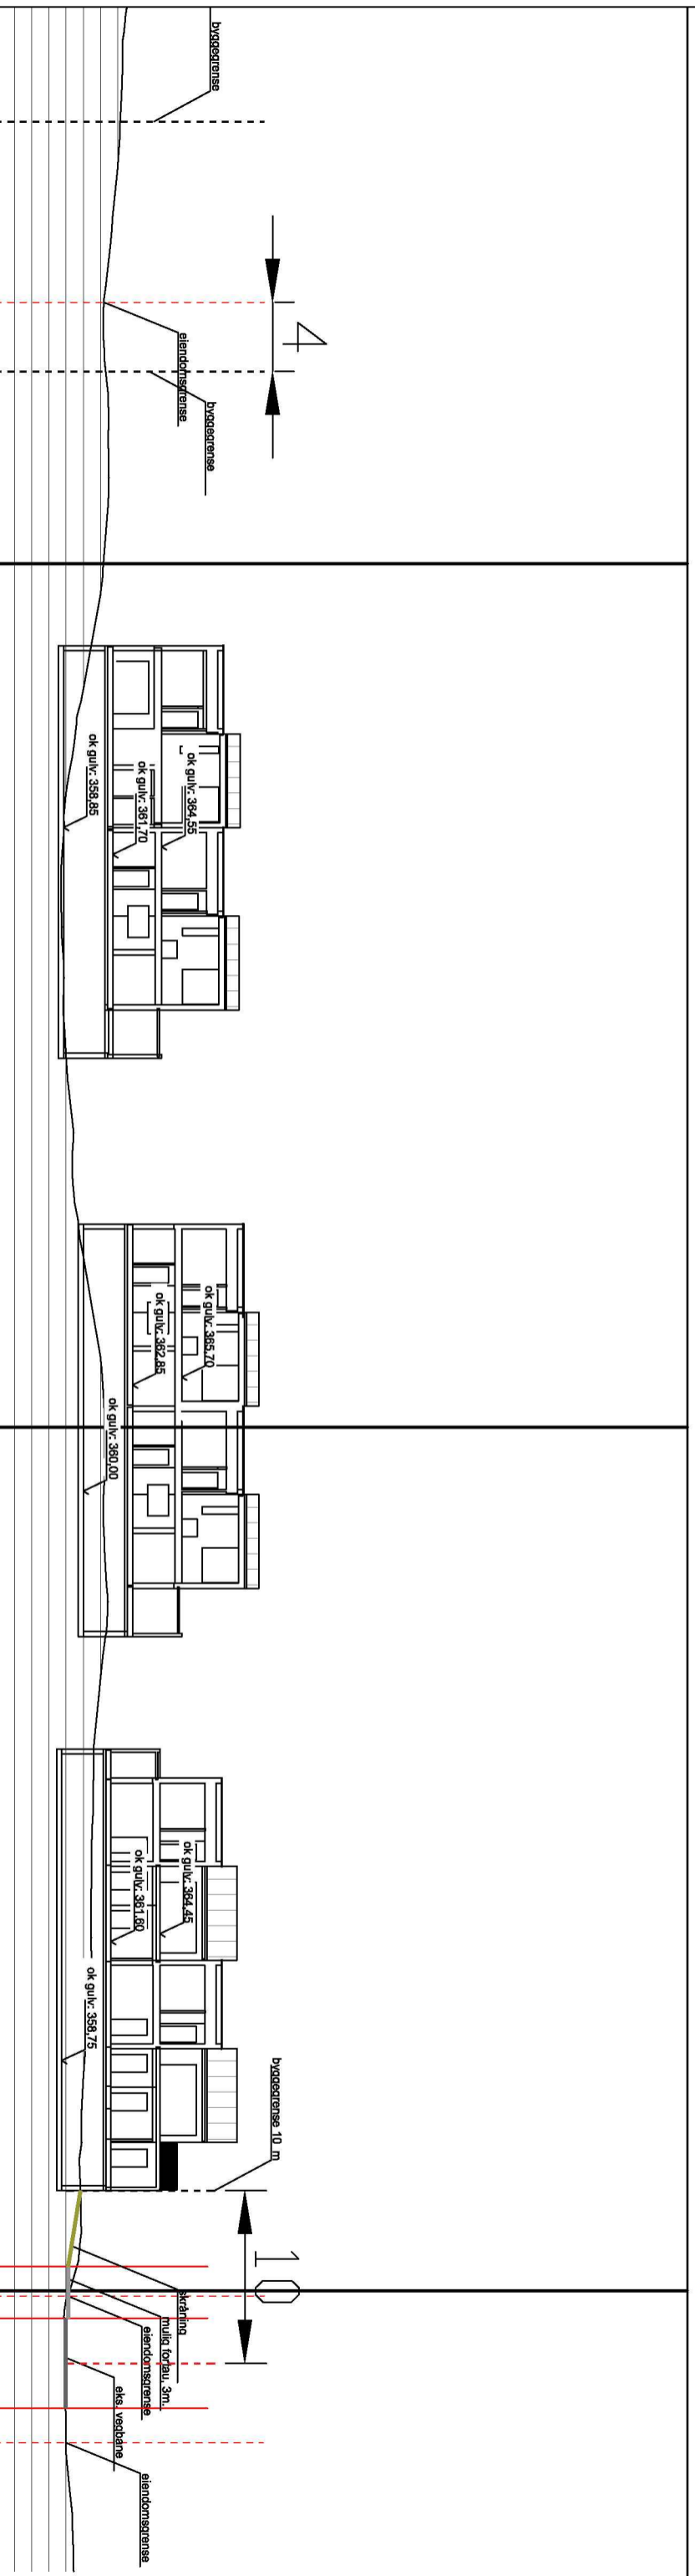 byggegrense
4
eiendomsgrense
byggegrense
ok gulv: 364,55
ok gulv: 361,70
ok gulv: 358,85
ok gulv: 365,70
ok gulv: 362,85
ok gulv: 360,00
ok gulv: 364,45
ok gulv: 361,60
ok gulv: 358,75
byggegrense 10 m
10
skråning
mulig fortau, 3m.
eiendomsgrense
eks. vegbane
eiendomsgrense